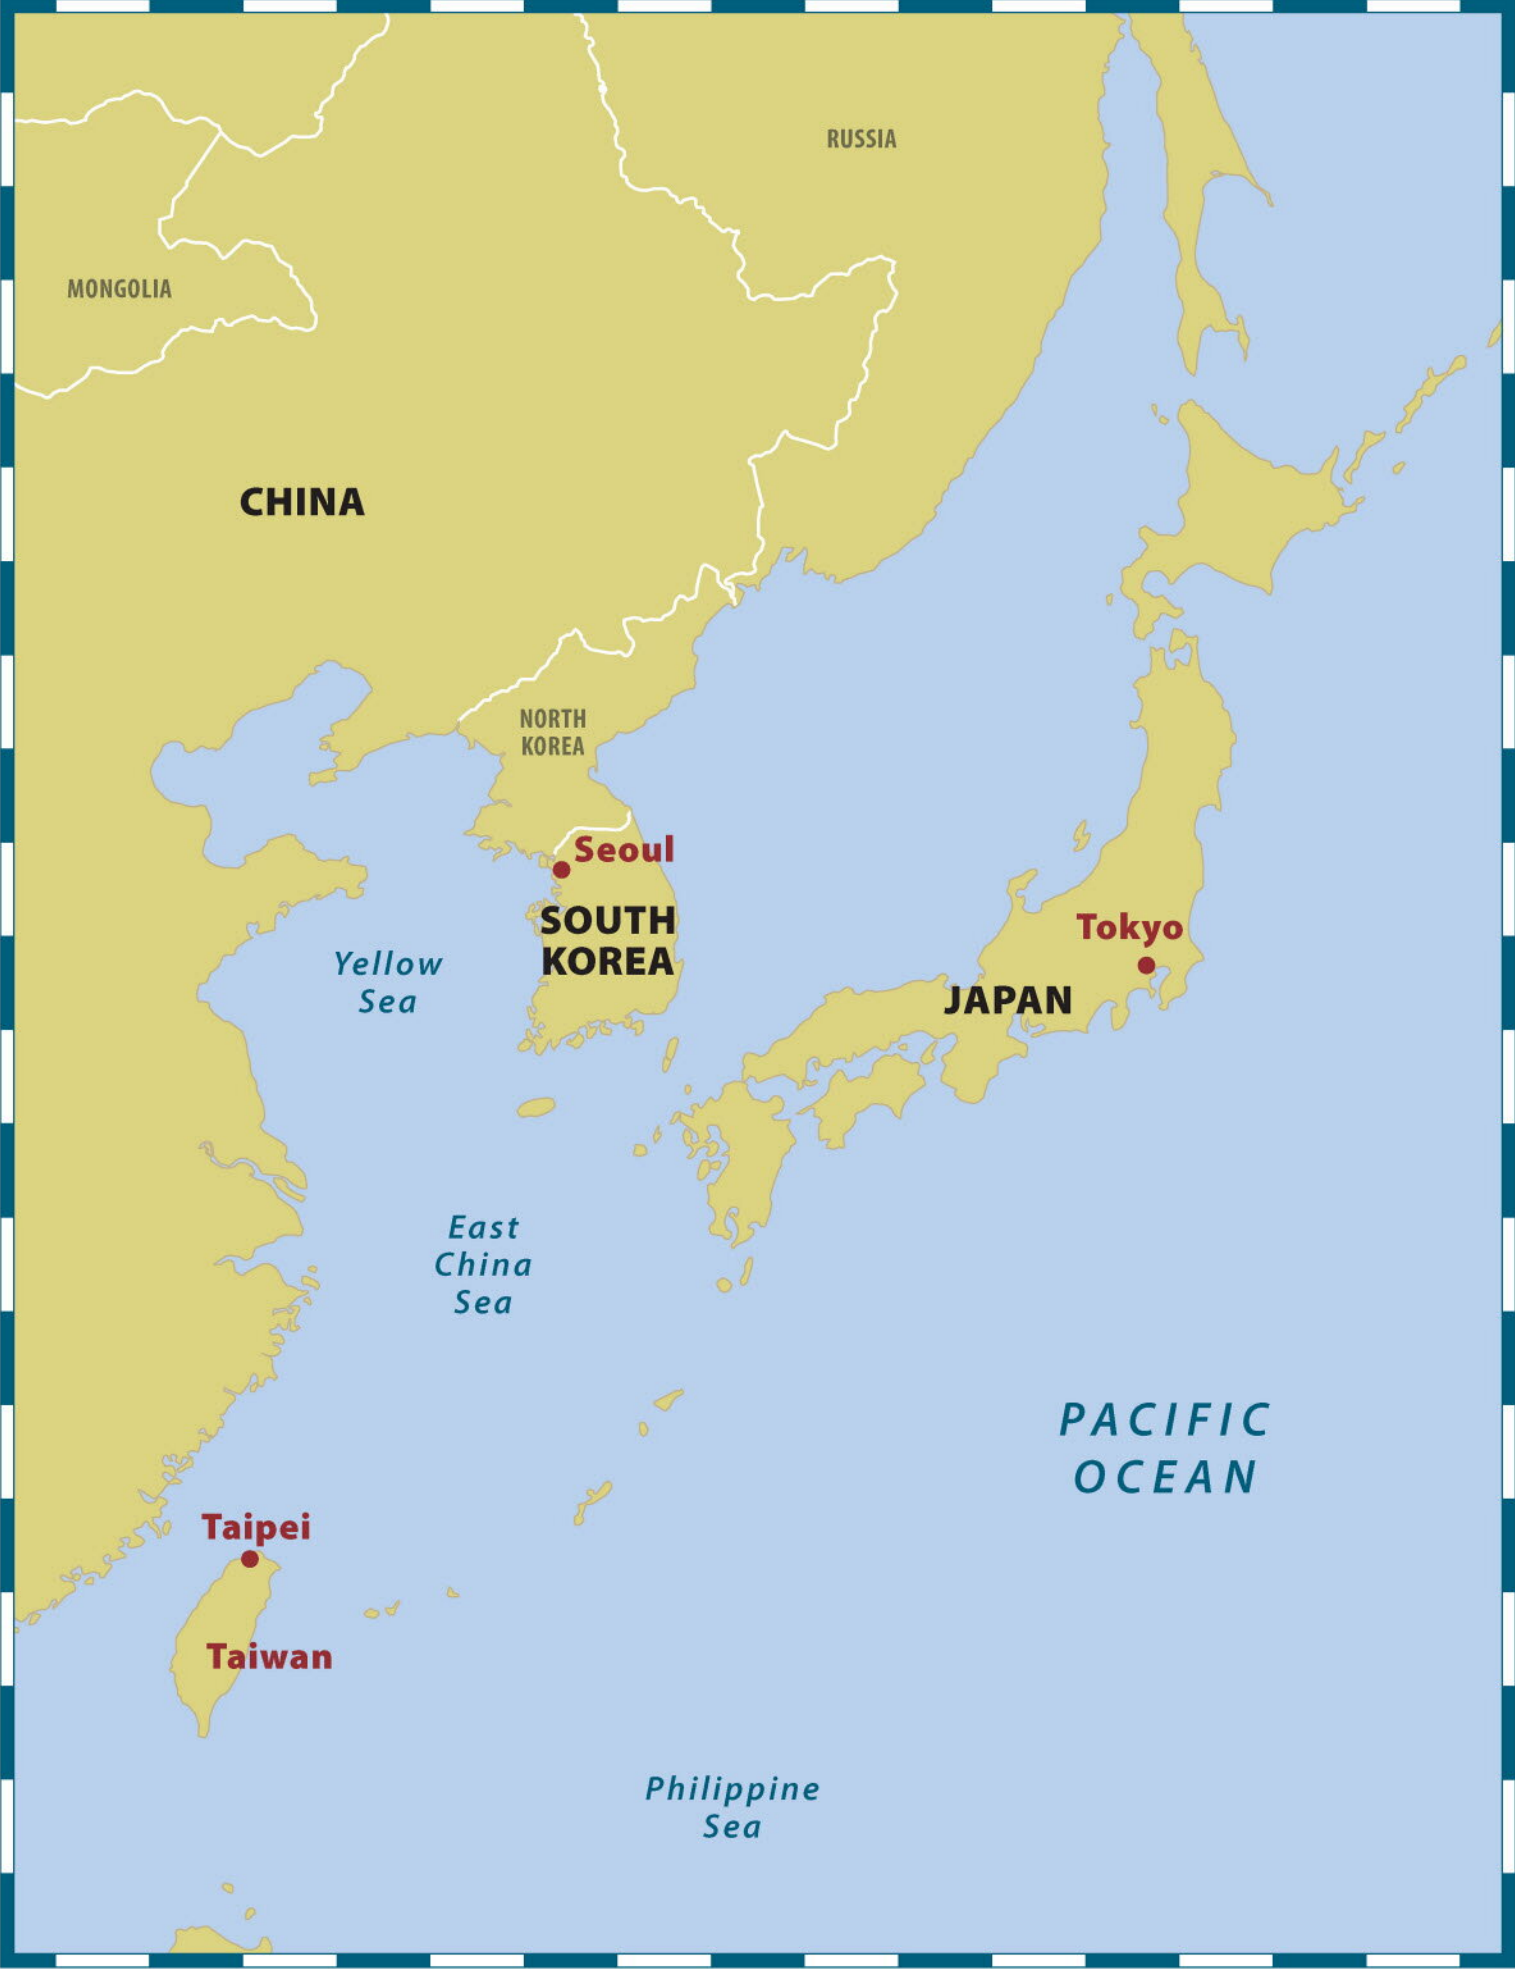 RUSSIA
MONGOLIA
CHINA
NORTH
KOREA
Seoul
SOUTH
KOREA
Tokyo
Yellow
Sea
JAPAN
East
China
Sea
PACIFIC
OCEAN
Taipei
Taiwan
Philippine
Sea